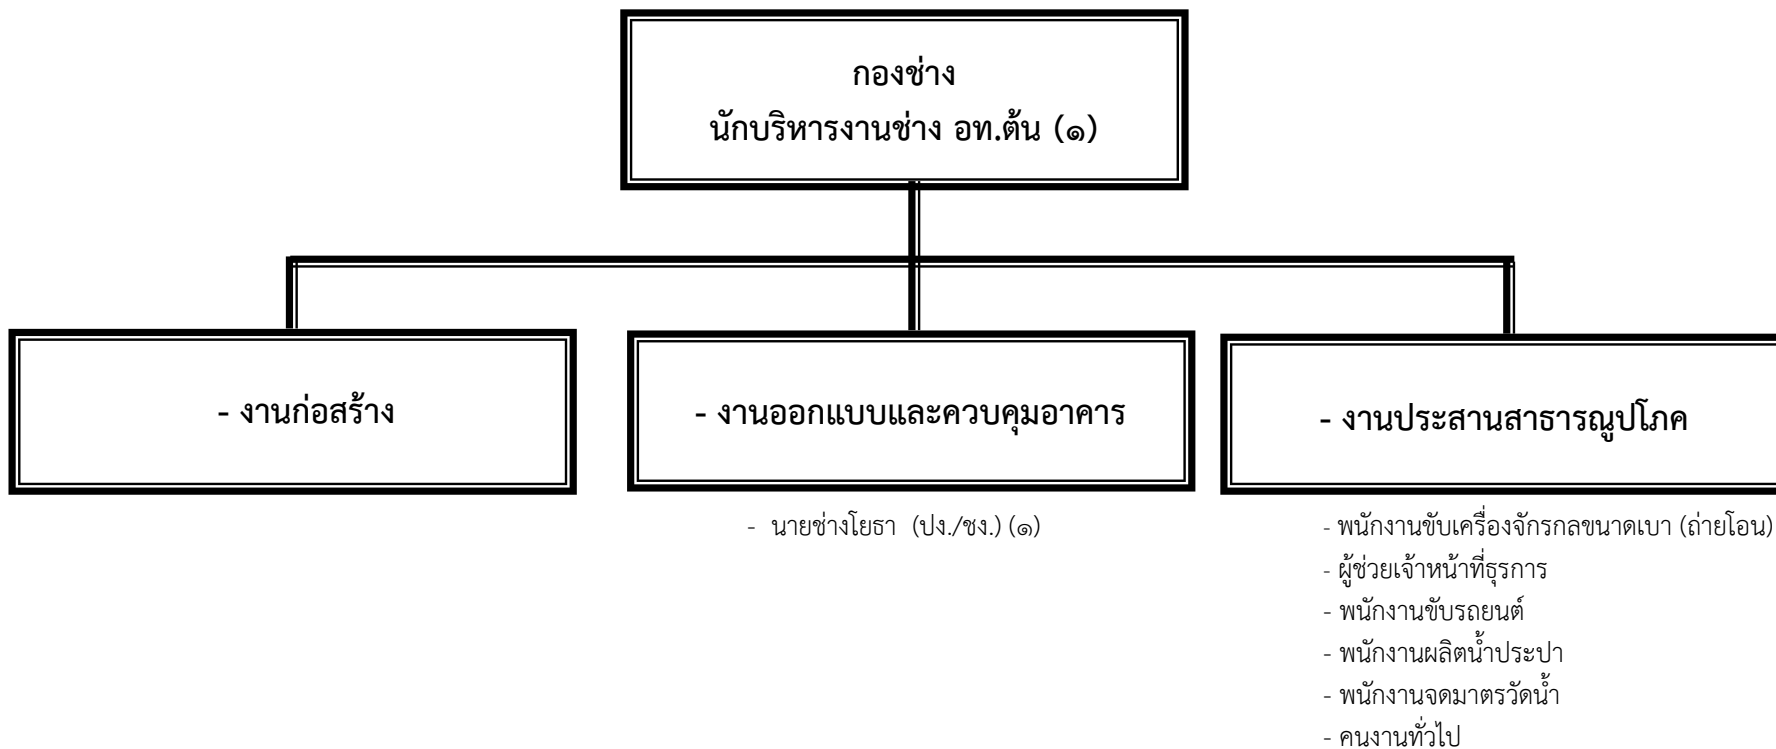 กองช่าง
นักบริหารงานช่าง อท.ต้น (๑)
- งานก่อสร้าง
- งานออกแบบและควบคุมอาคาร
- งานประสานสาธารณูปโภค
- นายช่างโยธา (ปง./ชง.) (๑)
- พนักงานขับเครื่องจักรกลขนาดเบา (ถ่ายโอน)
- ผู้ช่วยเจ้าหน้าที่ธุรการ
- พนักงานขับรถยนต์
- พนักงานผลิตน้ำประปา
- พนักงานจดมาตรวัดน้ำ
- คนงานทั่วไป